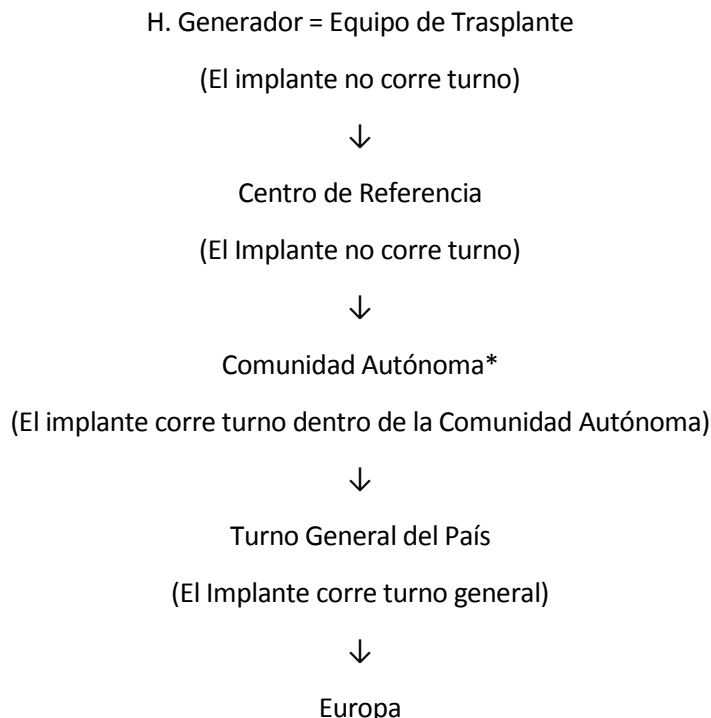 H. Generador = Equipo de Trasplante
(El implante no corre turno)
↓
Centro de Referencia
(El Implante no corre turno)
↓
Comunidad Autónoma*
(El implante corre turno dentro de la Comunidad Autónoma)
↓
Turno General del País
(El Implante corre turno general)
↓
Europa